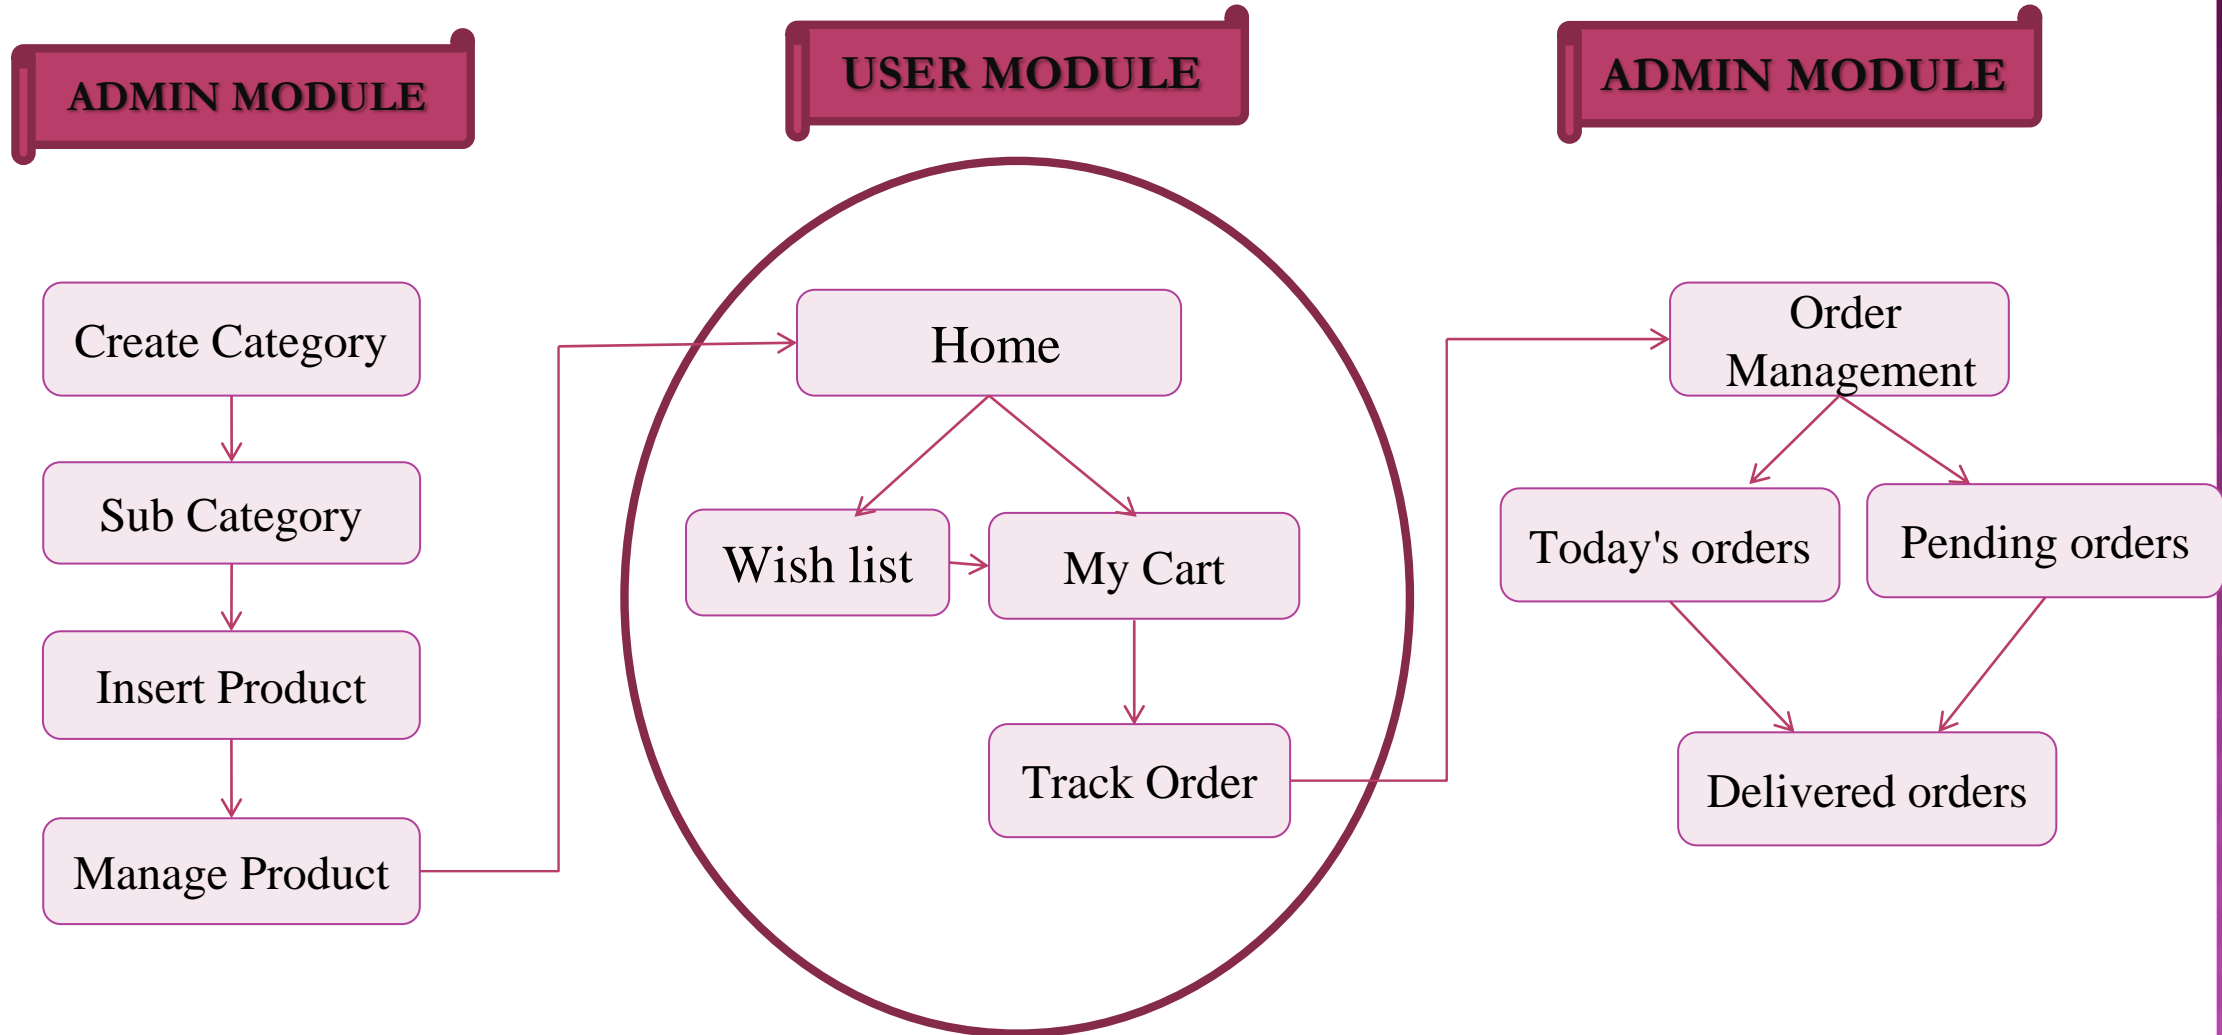 ADMIN MODULE
USER MODULE
ADMIN MODULE
Create Category
Sub Category
Insert Product
Manage Product
Home
Wish list
My Cart
Track Order
Order
Management
Today's orders
Pending orders
Delivered orders